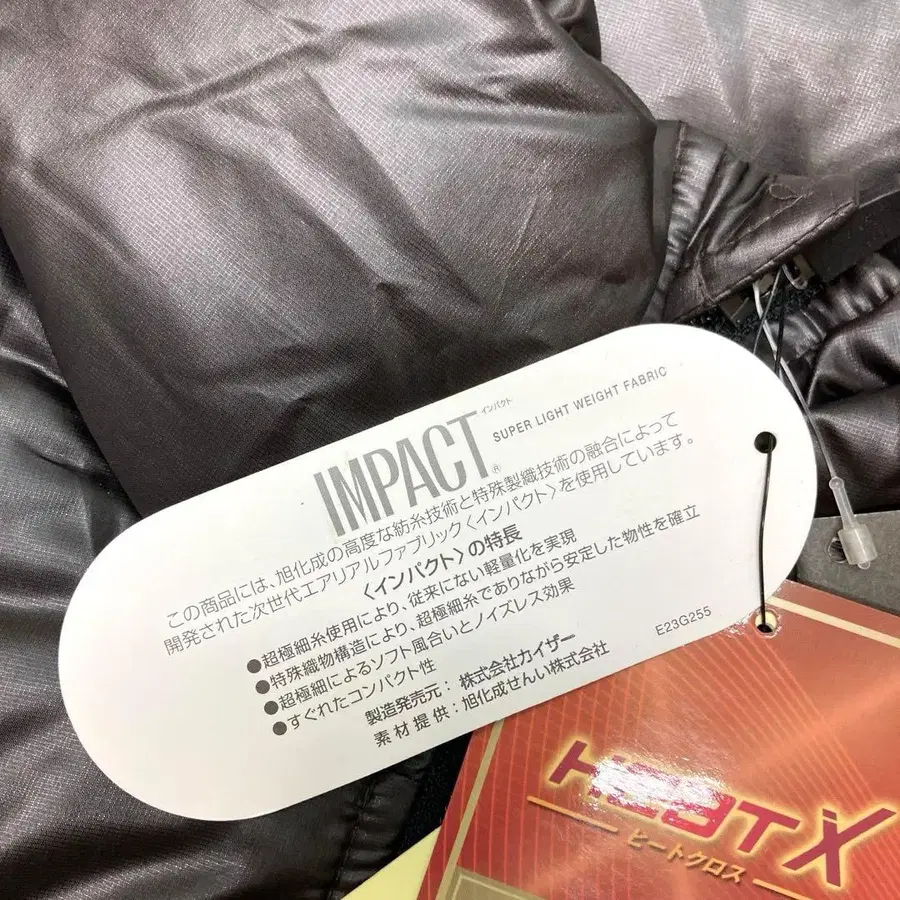 IMPACT® インパクト SUPER LIGHT WEIGHT FABRIC
この商品には、旭化成の高度な紡糸技術と特殊製織技術の融合によって
開発された次世代エアリアルファブリック〈インパクト〉を使用しています。
〈インパクト〉の特長
●超極細糸使用により、従来にない軽量化を実現
●特殊織物構造により、超極細糸でありながら安定した物性を確立
●超極細によるソフト風合いとノイズレス効果
●すぐれたコンパクト性
製造発売元：株式会社カイザー
素材提供：旭化成せんい株式会社
E23G255
HeaT X
ヒートクロス